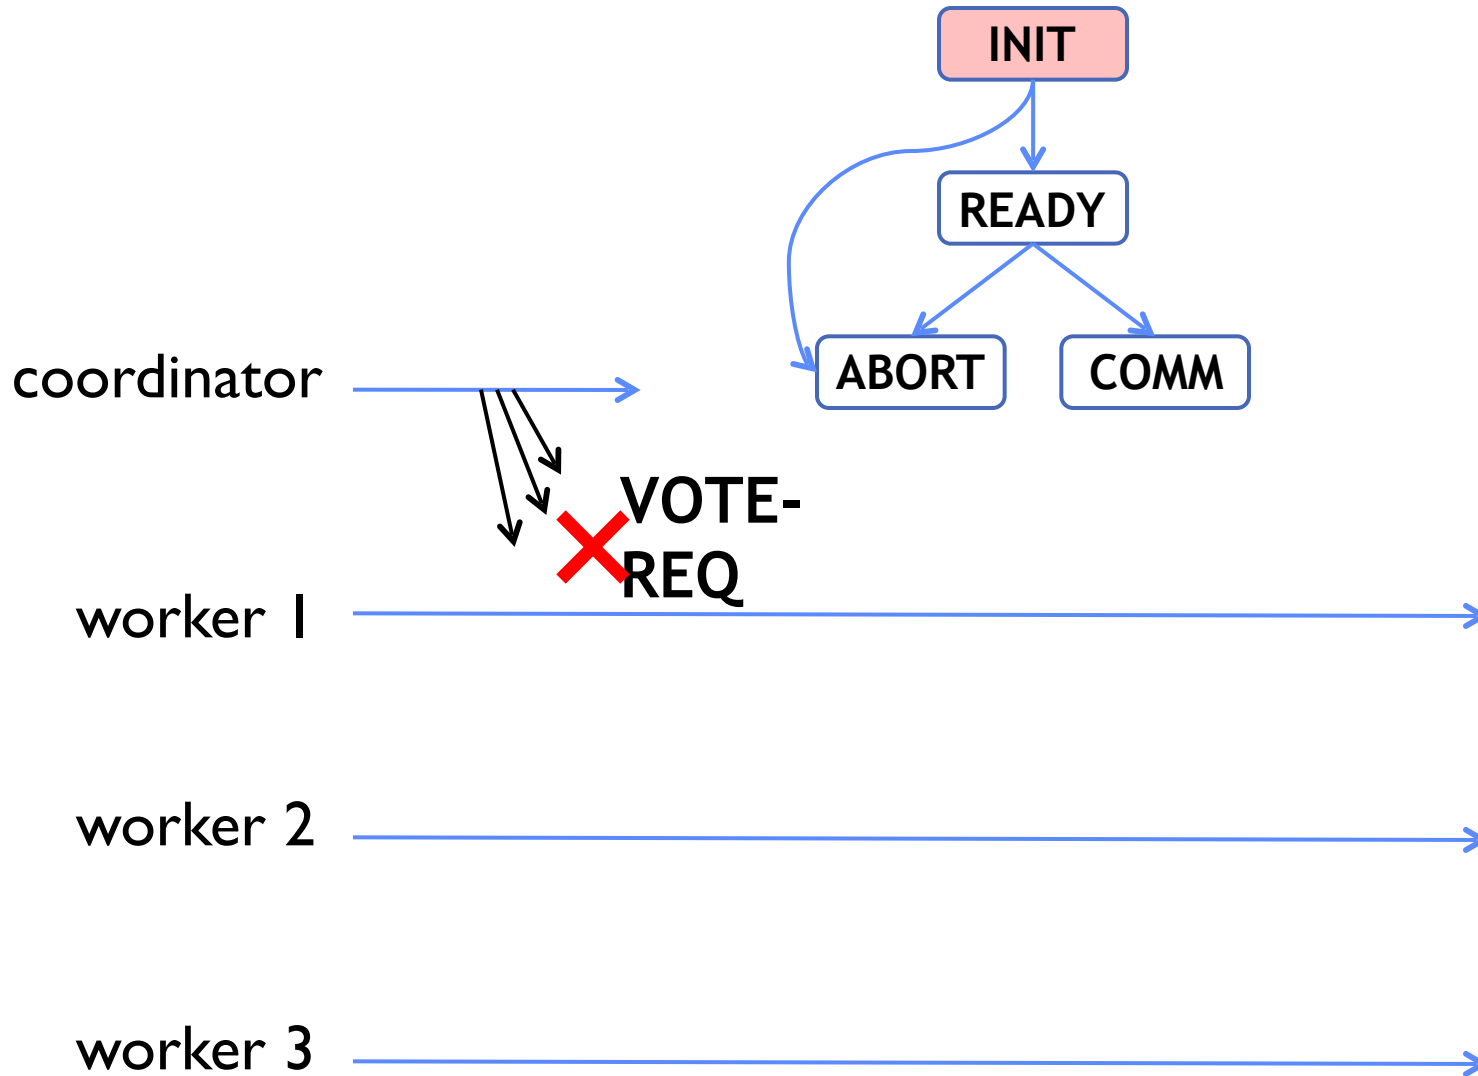 INIT
READY
ABORT
COMM
coordinator
VOTE-
REQ
worker 1
worker 2
worker 3